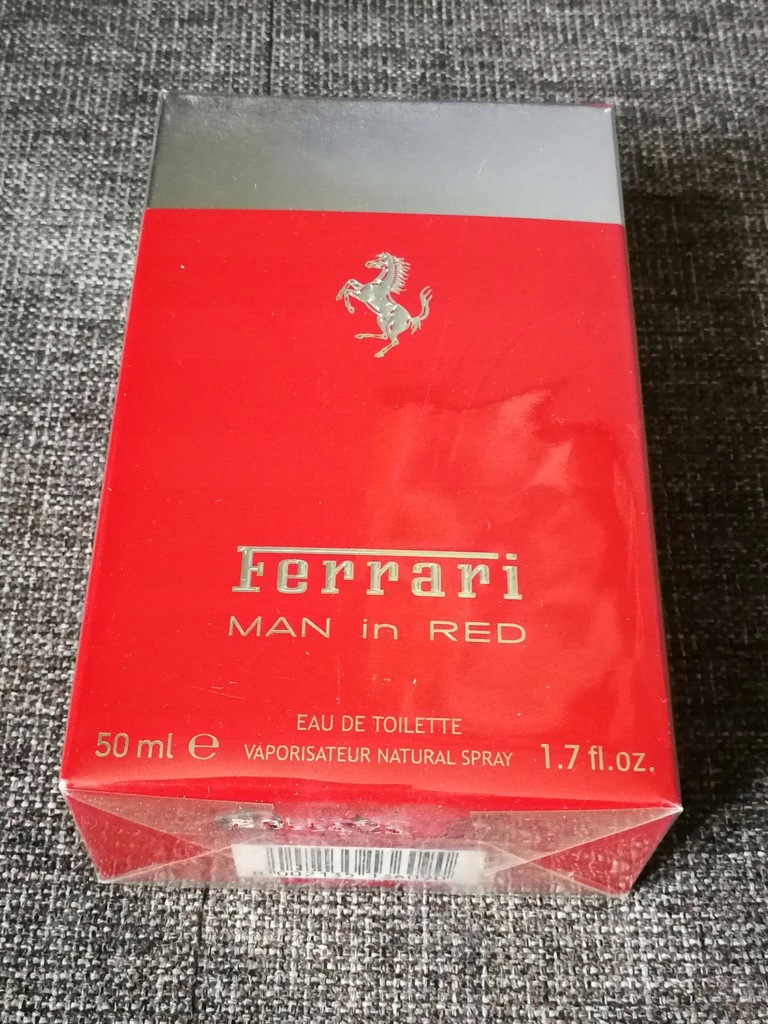 Ferrari
MAN in RED
EAU DE TOILETTE
50 ml ℮ VAPORISATEUR NATURAL SPRAY 1.7 fl.oz.